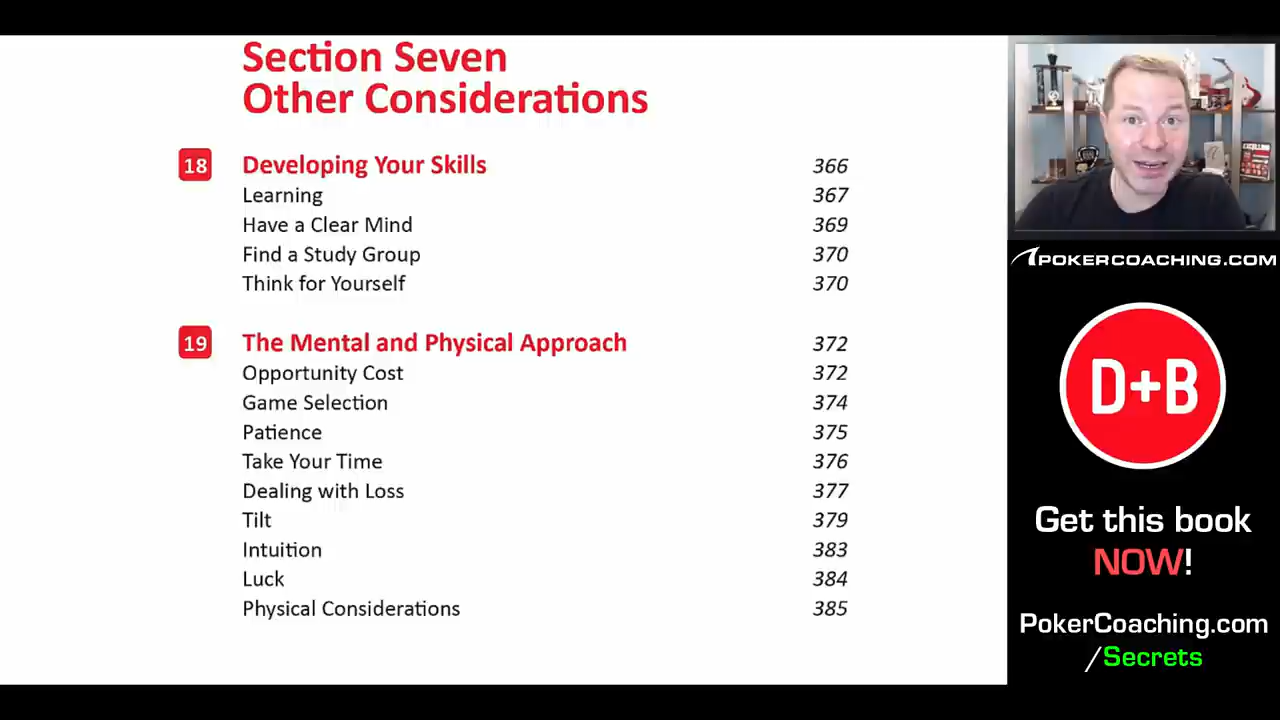 Section Seven
Other Considerations
18 Developing Your Skills 366
Learning 367
Have a Clear Mind 369
Find a Study Group 370
Think for Yourself 370
19 The Mental and Physical Approach 372
Opportunity Cost 372
Game Selection 374
Patience 375
Take Your Time 376
Dealing with Loss 377
Tilt 379
Intuition 383
Luck 384
Physical Considerations 385
POKERCOACHING.COM
D+B
Get this book
NOW!
PokerCoaching.com
/Secrets